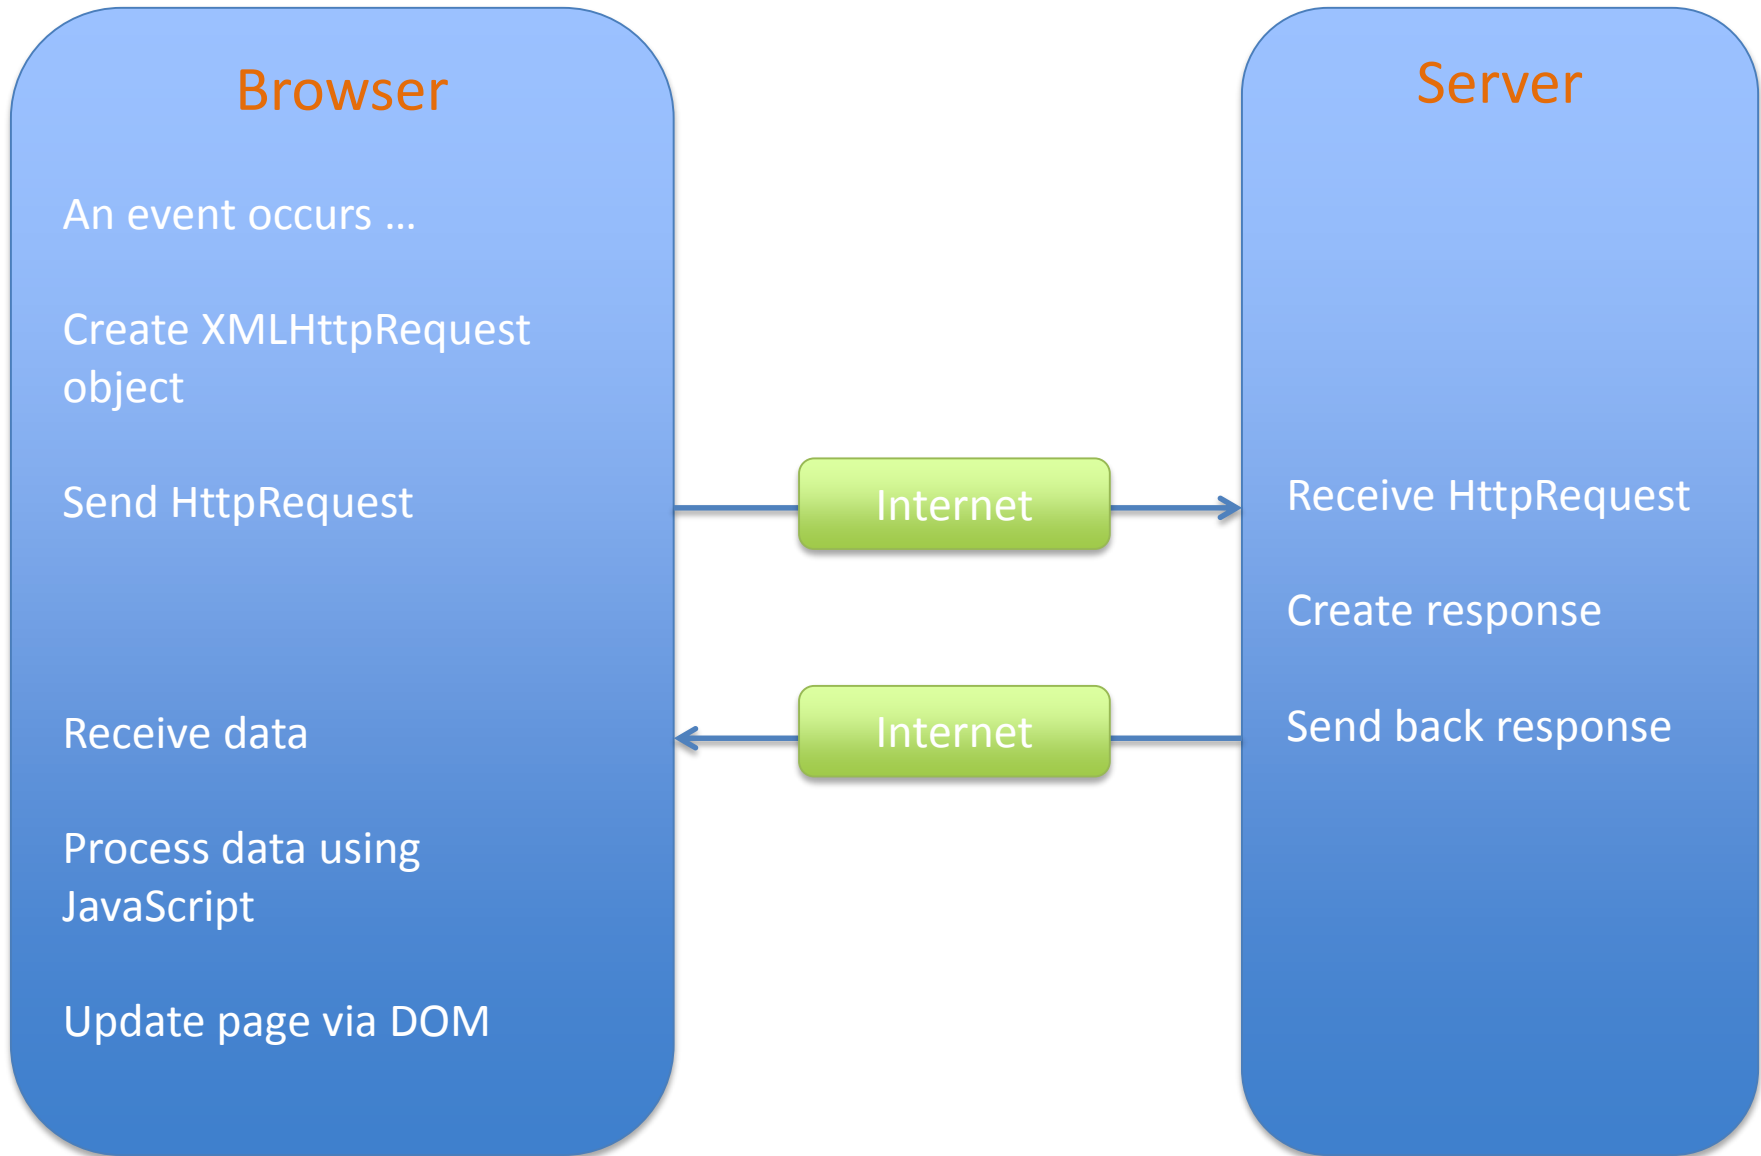 Browser
An event occurs ...
Create XMLHttpRequest
object
Send HttpRequest
Receive data
Process data using
JavaScript
Update page via DOM
Internet
Internet
Server
Receive HttpRequest
Create response
Send back response